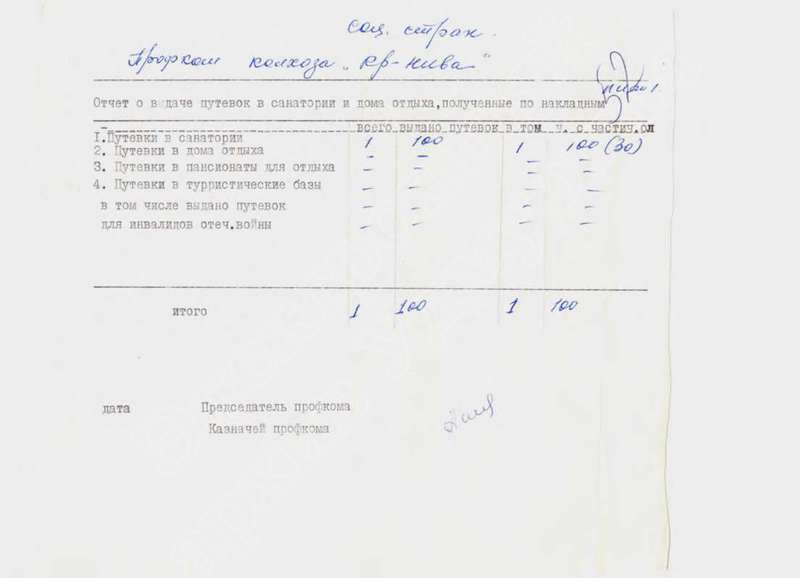 соц. страх.
Профком колхоза „Кр-нива"
Отчет о выдаче путевок в санатории и дома отдыха,полученные по накладным
всего выдано путевок в том ч. с частич.оп
1.Путевки в санатории 1 100 1 100 (30)
2. Путевки в дома отдыха – – – –
3. Путевки в пансионаты для отдыха – – – –
4. Путевки в турристические базы – – – –
в том числе выдано путевок – – – –
для инвалидов отеч.войны – – – –
итого 1 100 1 100
дата Председатель профкома
Казначей профкома